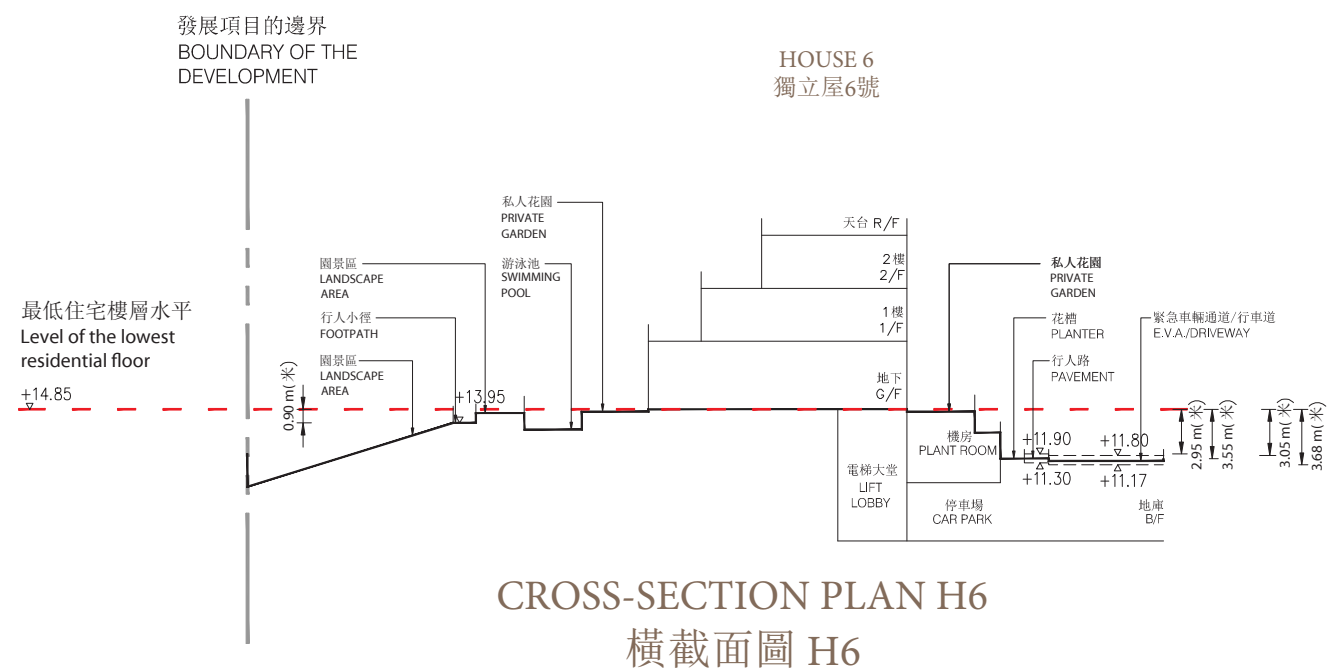 發展項目的邊界
BOUNDARY OF THE
DEVELOPMENT
HOUSE 6
獨立屋6號
私人花園
PRIVATE
GARDEN
天台 R/F
園景區
LANDSCAPE
AREA
游泳池
SWIMMING
POOL
2樓
2/F
私人花園
PRIVATE
GARDEN
最低住宅樓層水平
Level of the lowest
residential floor
行人小徑
FOOTPATH
1樓
1/F
花槽
PLANTER
緊急車輛通道/行車道
E.V.A./DRIVEWAY
園景區
LANDSCAPE
AREA
行人路
PAVEMENT
地下
G/F
+14.85
0.90 m(米)
+13.95
機房
PLANT ROOM
+11.90
+11.80
2.95 m(米)
3.55 m(米)
3.05 m(米)
3.68 m(米)
電梯大堂
LIFT
LOBBY
+11.30
+11.17
停車場
CAR PARK
地庫
B/F
CROSS-SECTION PLAN H6
橫截面圖 H6